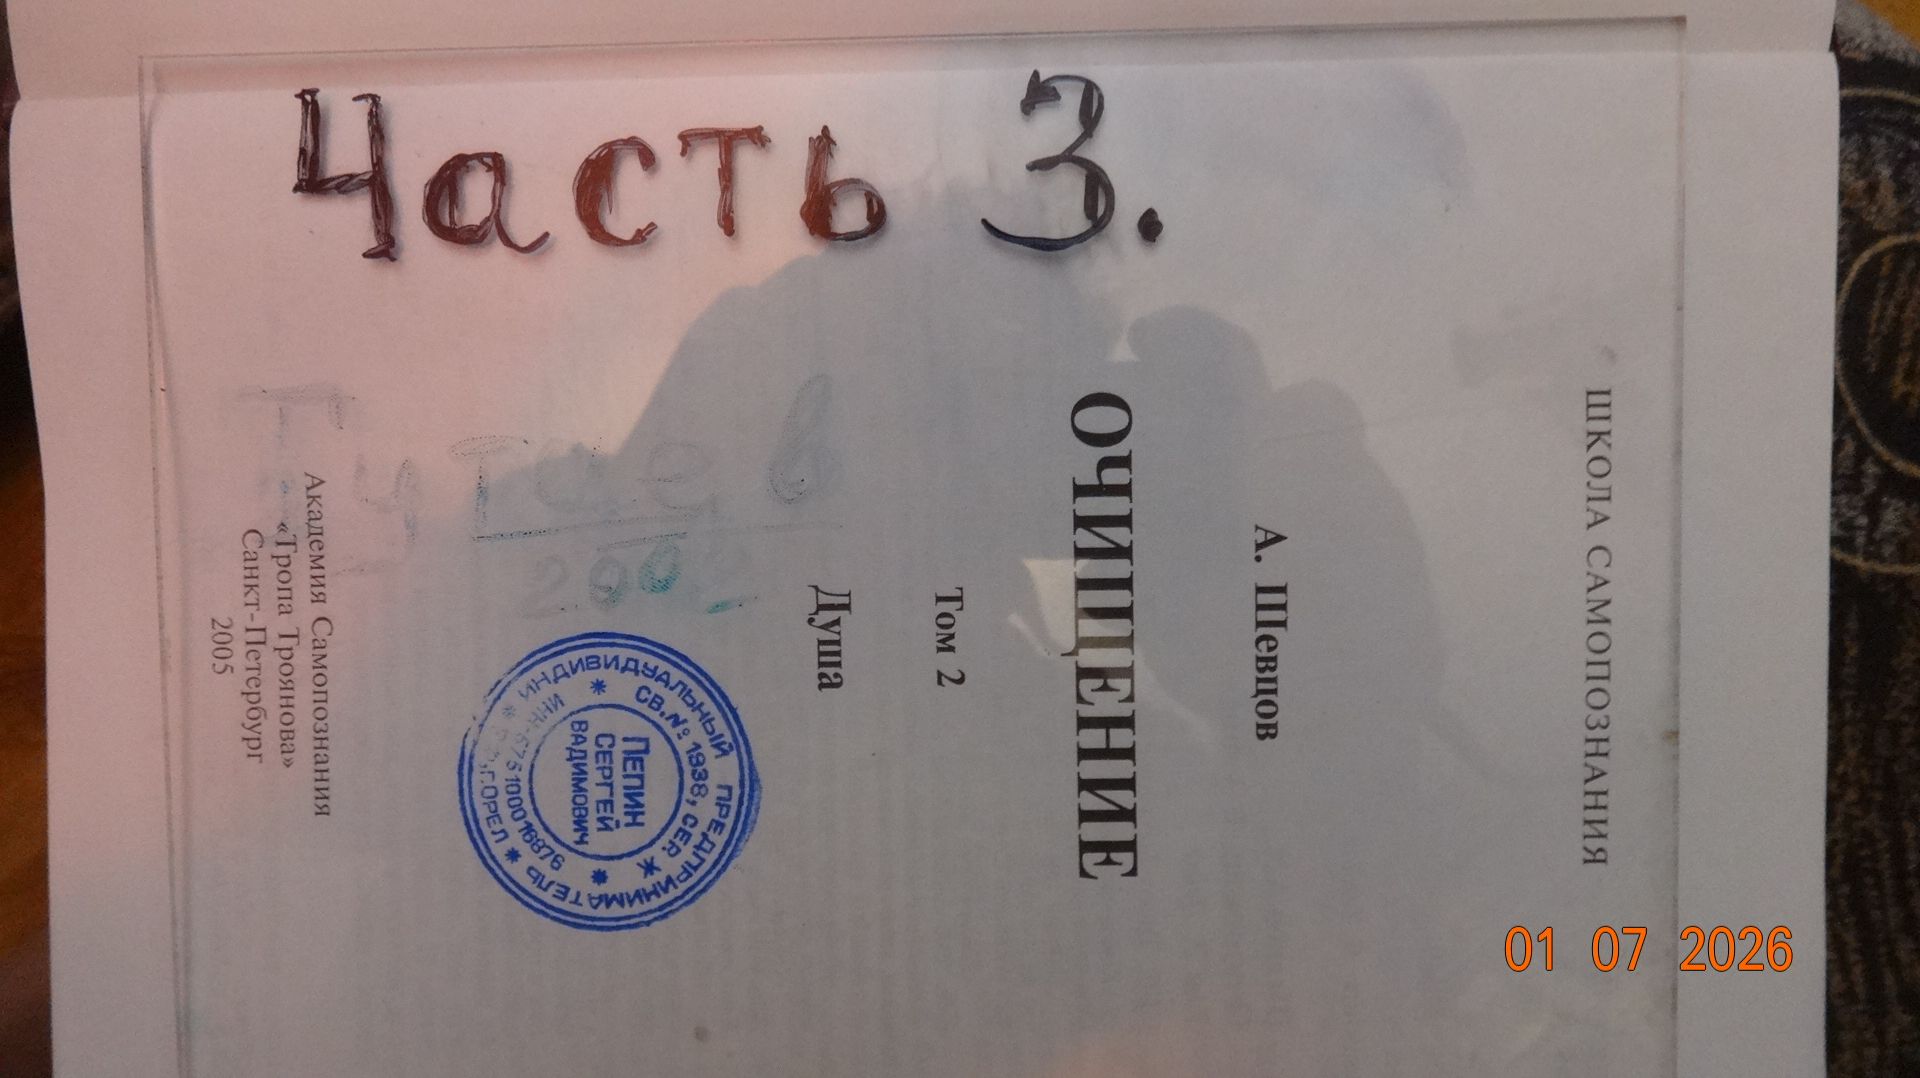 Часть 3.
ШКОЛА САМОПОЗНАНИЯ
А. Шевцов
ОЧИЩЕНИЕ
Том 2
Душа
ИНДИВИДУАЛЬНЫЙ ПРЕДПРИНИМАТЕЛЬ
СВ.№ 1938, СЕР.
Г.ОРЕЛ
ПЕПИН
СЕРГЕЙ
ВАДИМОВИЧ
200
Академия Самопознания
«Тропа Троянова»
Санкт-Петербург
2005
01 07 2026